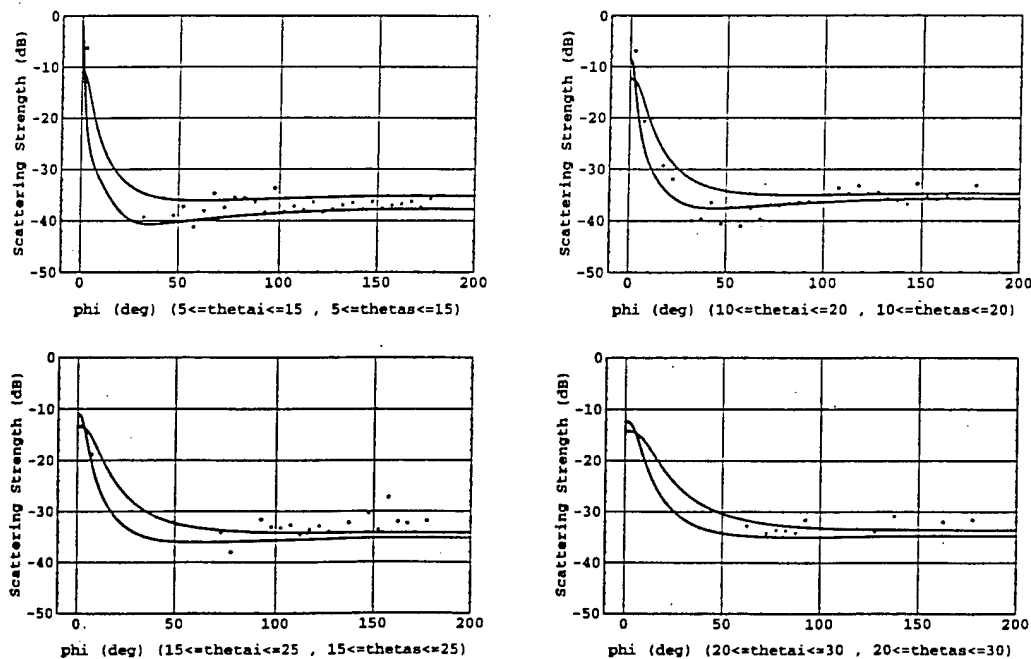 Scattering Strength (dB)
0
-10
-20
-30
-40
-50
0 50 100 150 200
phi (deg) (5<=thetai<=15 , 5<=thetas<=15)
Scattering Strength (dB)
0
-10
-20
-30
-40
-50
0 50 100 150 200
phi (deg) (10<=thetai<=20 , 10<=thetas<=20)
Scattering Strength (dB)
0
-10
-20
-30
-40
-50
0 50 100 150 200
phi (deg) (15<=thetai<=25 , 15<=thetas<=25)
Scattering Strength (dB)
0
-10
-20
-30
-40
-50
0 50 100 150 200
phi (deg) (20<=thetai<=30 , 20<=thetas<=30)